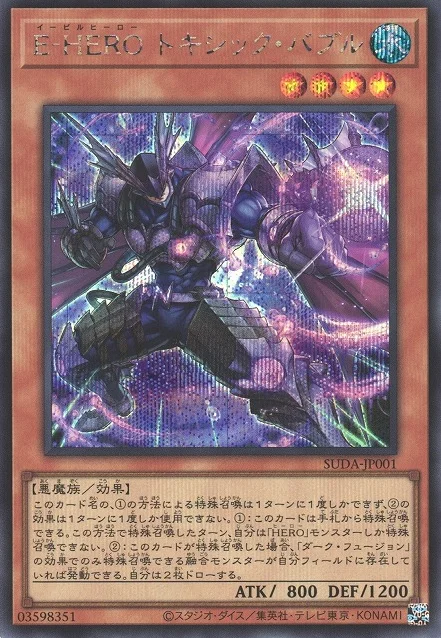 イービルヒーロー
E-HERO トキシック・バブル
水
SUDA-JP001
【悪魔族／効果】
このカード名の、①の方法による特殊召喚は１ターンに１度しかできず、②の
効果は１ターンに１度しか使用できない。①：このカードは手札から特殊召喚
できる。この方法で特殊召喚したターン、自分は「HERO」モンスターしか特殊
召喚できない。②：このカードが特殊召喚した場合、「ダーク・フュージョン」
の効果でのみ特殊召喚できる融合モンスターが自分フィールドに存在して
いれば発動できる。自分は２枚ドローする。
ATK/ 800 DEF/1200
03598351
©スタジオ・ダイス／集英社・テレビ東京・KONAMI